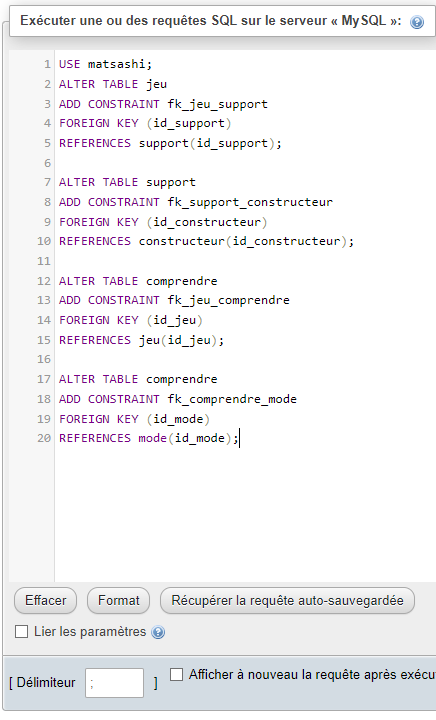 Exécuter une ou des requêtes SQL sur le serveur « MySQL »:
1 USE matsashi;
2 ALTER TABLE jeu
3 ADD CONSTRAINT fk_jeu_support
4 FOREIGN KEY (id_support)
5 REFERENCES support(id_support);
6
7 ALTER TABLE support
8 ADD CONSTRAINT fk_support_constructeur
9 FOREIGN KEY (id_constructeur)
10 REFERENCES constructeur(id_constructeur);
11
12 ALTER TABLE comprendre
13 ADD CONSTRAINT fk_jeu_comprendre
14 FOREIGN KEY (id_jeu)
15 REFERENCES jeu(id_jeu);
16
17 ALTER TABLE comprendre
18 ADD CONSTRAINT fk_comprendre_mode
19 FOREIGN KEY (id_mode)
20 REFERENCES mode(id_mode);
Effacer Format Récupérer la requête auto-sauvegardée
Lier les paramètres
[ Délimiteur ; ] Afficher à nouveau la requête après exécu